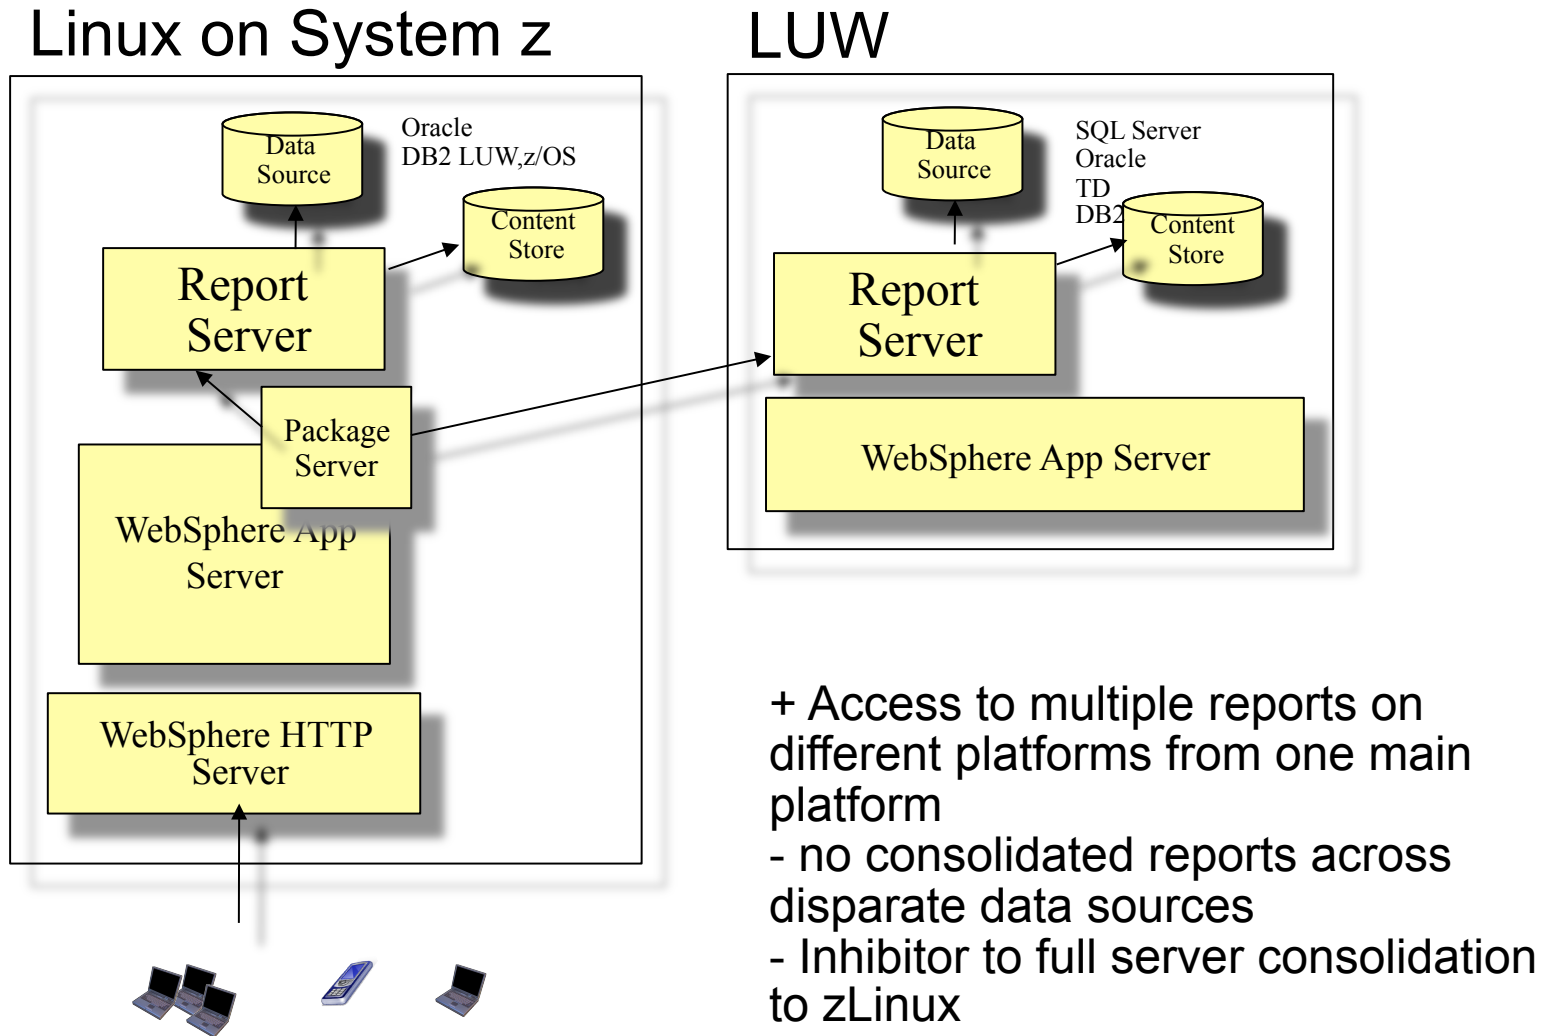 Linux on System z
Data
Source
Oracle
DB2 LUW,z/OS
Content
Store
Report
Server
Package
Server
WebSphere App
Server
WebSphere HTTP
Server
LUW
Data
Source
SQL Server
Oracle
TD
DB2
Content
Store
Report
Server
WebSphere App Server
+ Access to multiple reports on
different platforms from one main
platform
- no consolidated reports across
disparate data sources
- Inhibitor to full server consolidation
to zLinux